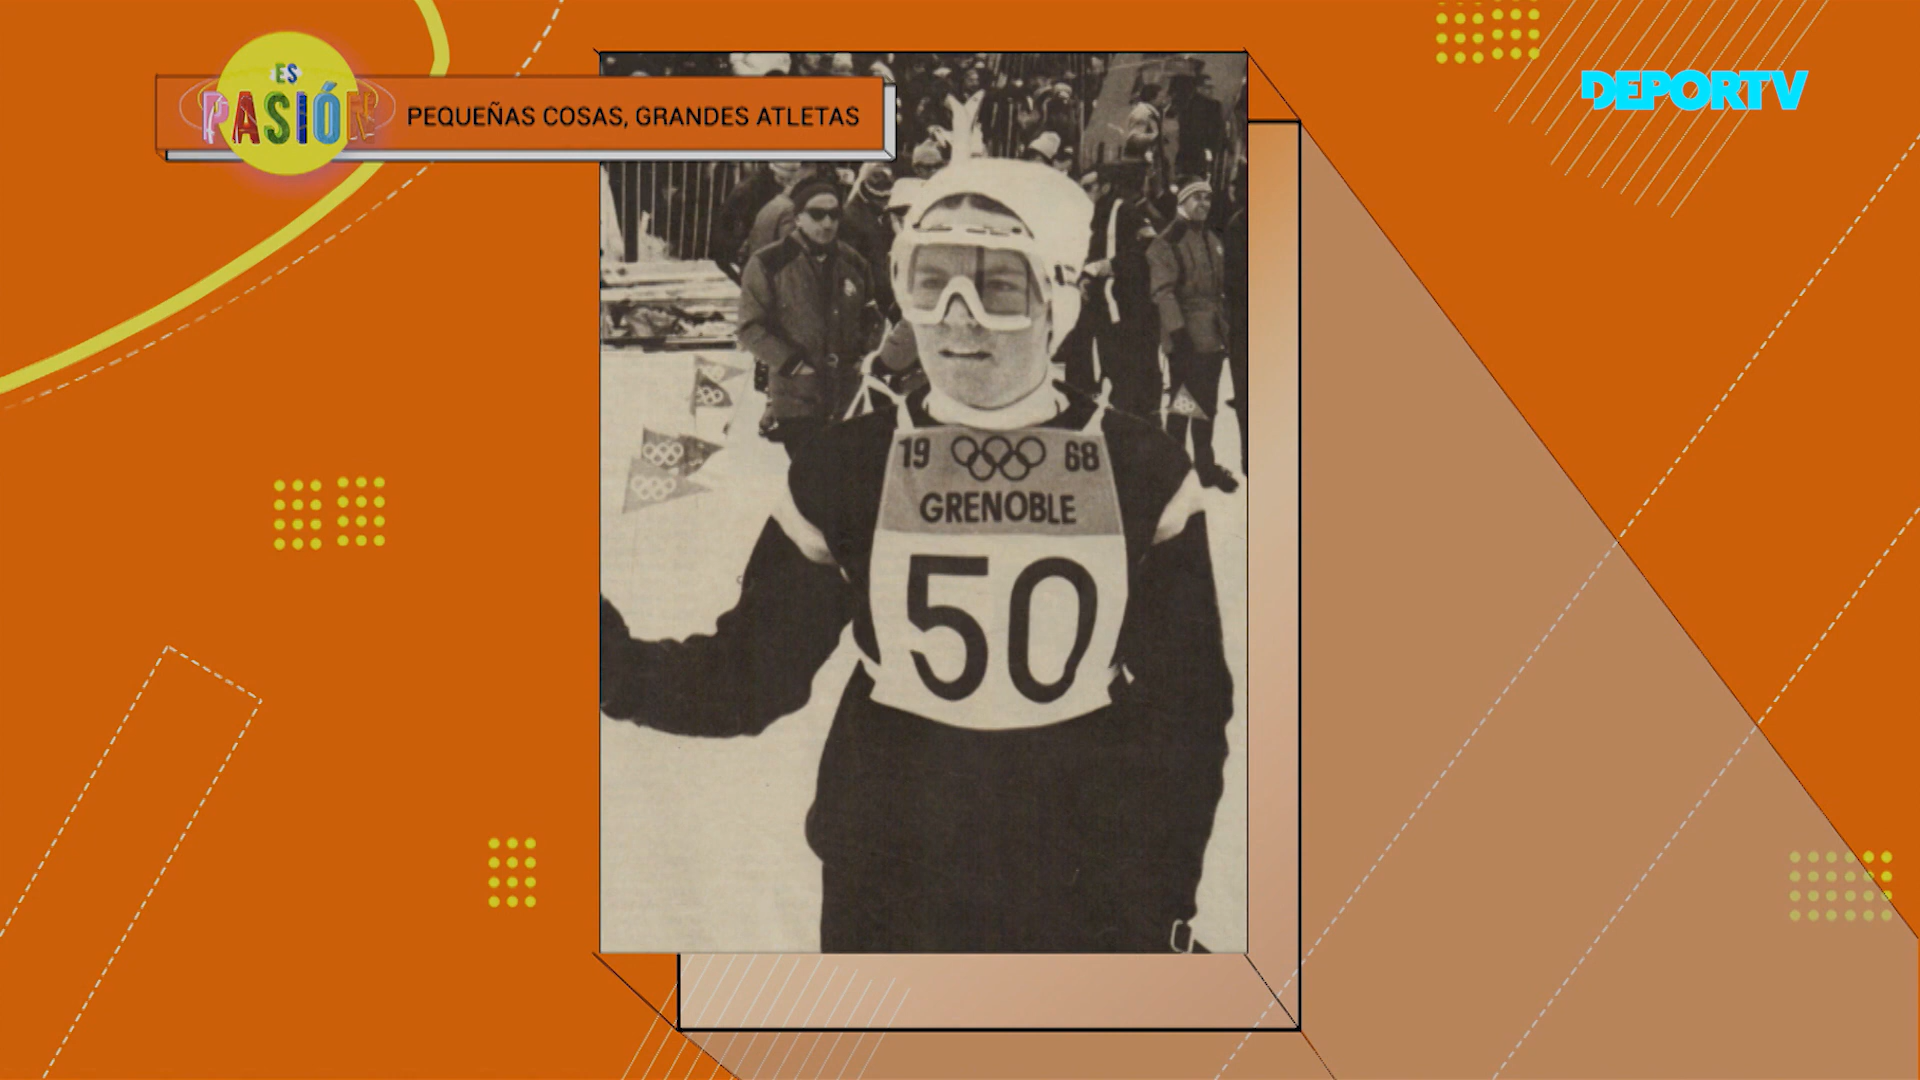 ES
PASIÓN
PEQUEÑAS COSAS, GRANDES ATLETAS
DEPORTV
19 68
GRENOBLE
50